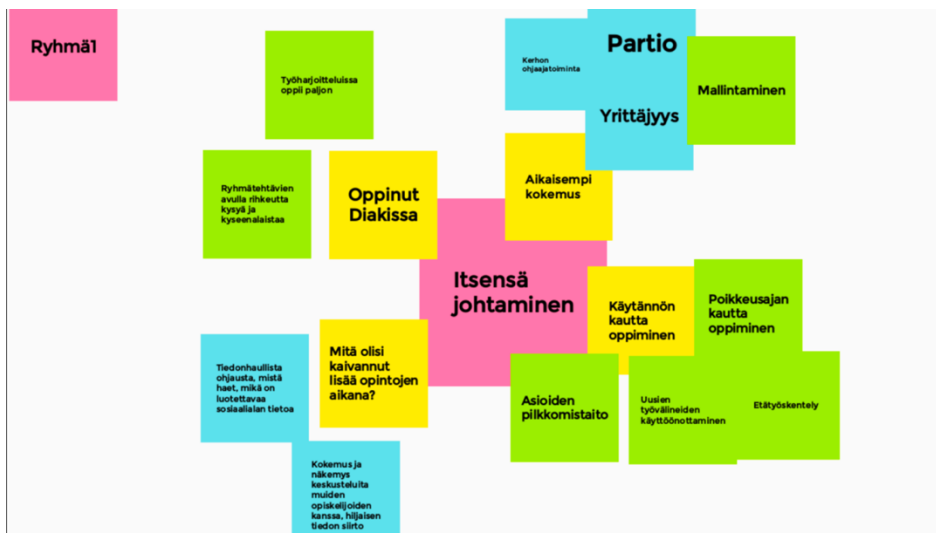 Ryhmä1
Työharjoitteluissa
oppii paljon
Kerhon
ohjaajatoiminta
Partio
Yrittäjyys
Mallintaminen
Ryhmätehtävien
avulla rihkeutta
kysyä ja
kyseenalaistaa
Oppinut
Diakissa
Aikaisempi
kokemus
Itsensä
johtaminen
Käytännön
kautta
oppiminen
Poikkeusajan
kautta
oppiminen
Tiedonhaullista
ohjausta, mistä
haet, mikä on
luotettavaa
sosiaalialan tietoa
Mitä olisi
kaivannut
lisää opintojen
aikana?
Asioiden
pilkkomistaito
Uusien
työvälineiden
käyttöönottaminen
Etätyöskentely
Kokemus ja
näkemys
keskusteluita
muiden
opiskelijoiden
kanssa, hiljaisen
tiedon siirto